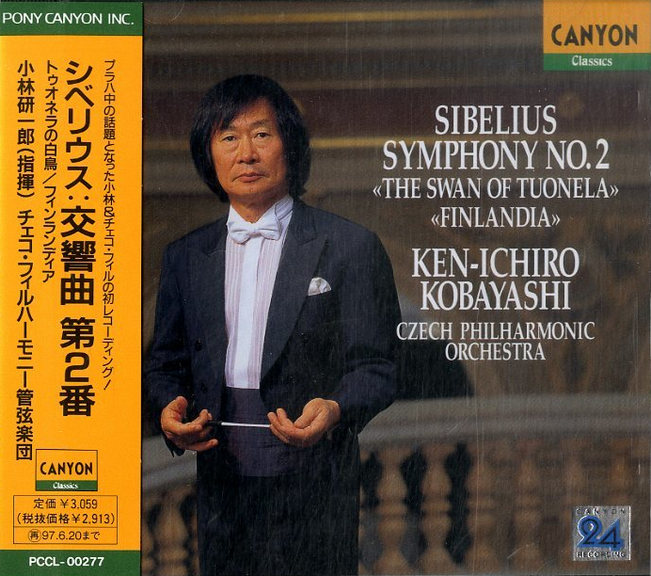 PONY CANYON INC.
プラハ中の話題となった小林&チェコ・フィルの初レコーディング!
シベリウス:交響曲 第2番
トゥオネラの白鳥/フィンランディア
小林研一郎(指揮) チェコ・フィルハーモニー管弦楽団
CANYON
Classics
定価¥3,059
(税抜価格¥2,913)
再97.6.20まで
PCCL-00277
CANYON
Classics
SIBELIUS
SYMPHONY NO. 2
«THE SWAN OF TUONELA»
«FINLANDIA»
KEN-ICHIRO
KOBAYASHI
CZECH PHILHARMONIC
ORCHESTRA
CANYON
24
RECORDING